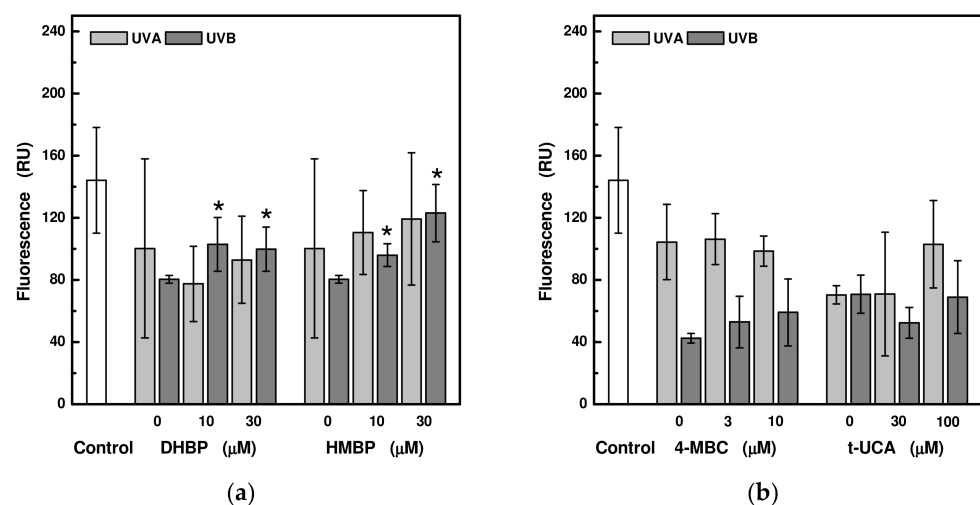 240
200
160
120
80
40
0
Fluorescence (RU)
UVA UVB
* * * *
0 10 30 0 10 30
Control DHBP (μM) HMBP (μM)
(a)
240
200
160
120
80
40
0
Fluorescence (RU)
UVA UVB
0 3 10 0 30 100
Control 4-MBC (μM) t-UCA (μM)
(b)